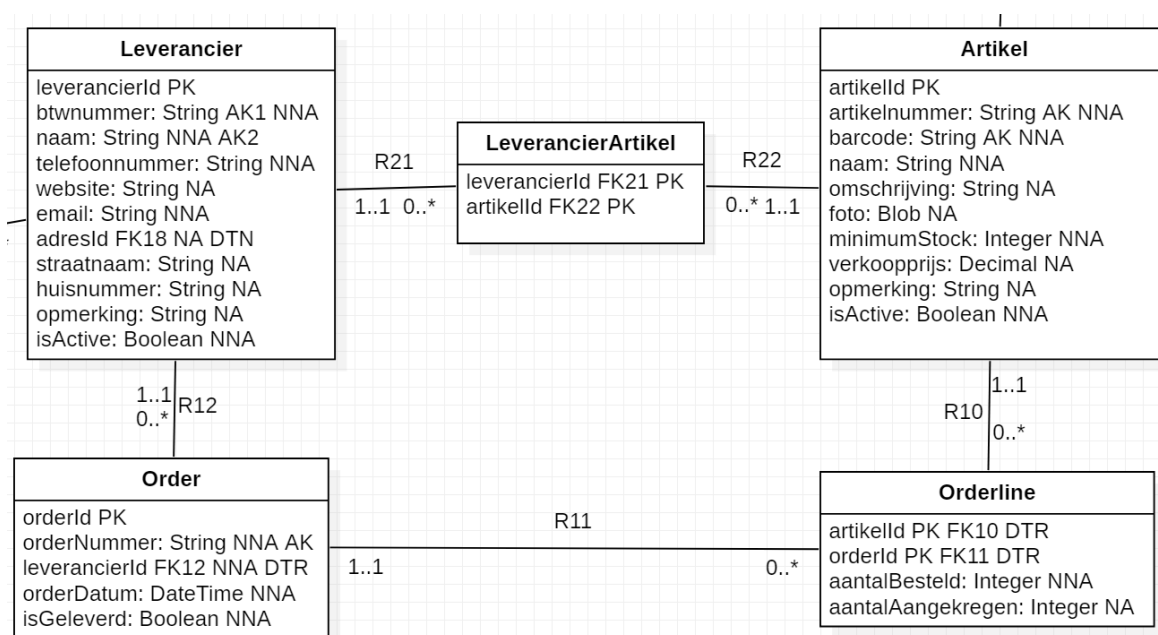 Leverancier
leverancierId PK
btwnummer: String AK1 NNA
naam: String NNA AK2
telefoonnummer: String NNA
website: String NA
email: String NNA
adresId FK18 NA DTN
straatnaam: String NA
huisnummer: String NA
opmerking: String NA
isActive: Boolean NNA
R21
1..1 0..*
LeverancierArtikel
leverancierId FK21 PK
artikelId FK22 PK
R22
0..* 1..1
Artikel
artikelId PK
artikelnummer: String AK NNA
barcode: String AK NNA
naam: String NNA
omschrijving: String NA
foto: Blob NA
minimumStock: Integer NNA
verkoopprijs: Decimal NA
opmerking: String NA
isActive: Boolean NNA
1..1
R12
0..*
1..1
R10
0..*
Order
orderId PK
orderNummer: String NNA AK
leverancierId FK12 NNA DTR
orderDatum: DateTime NNA
isGeleverd: Boolean NNA
R11
1..1
0..*
Orderline
artikelId PK FK10 DTR
orderId PK FK11 DTR
aantalBesteld: Integer NNA
aantalAangekregen: Integer NA